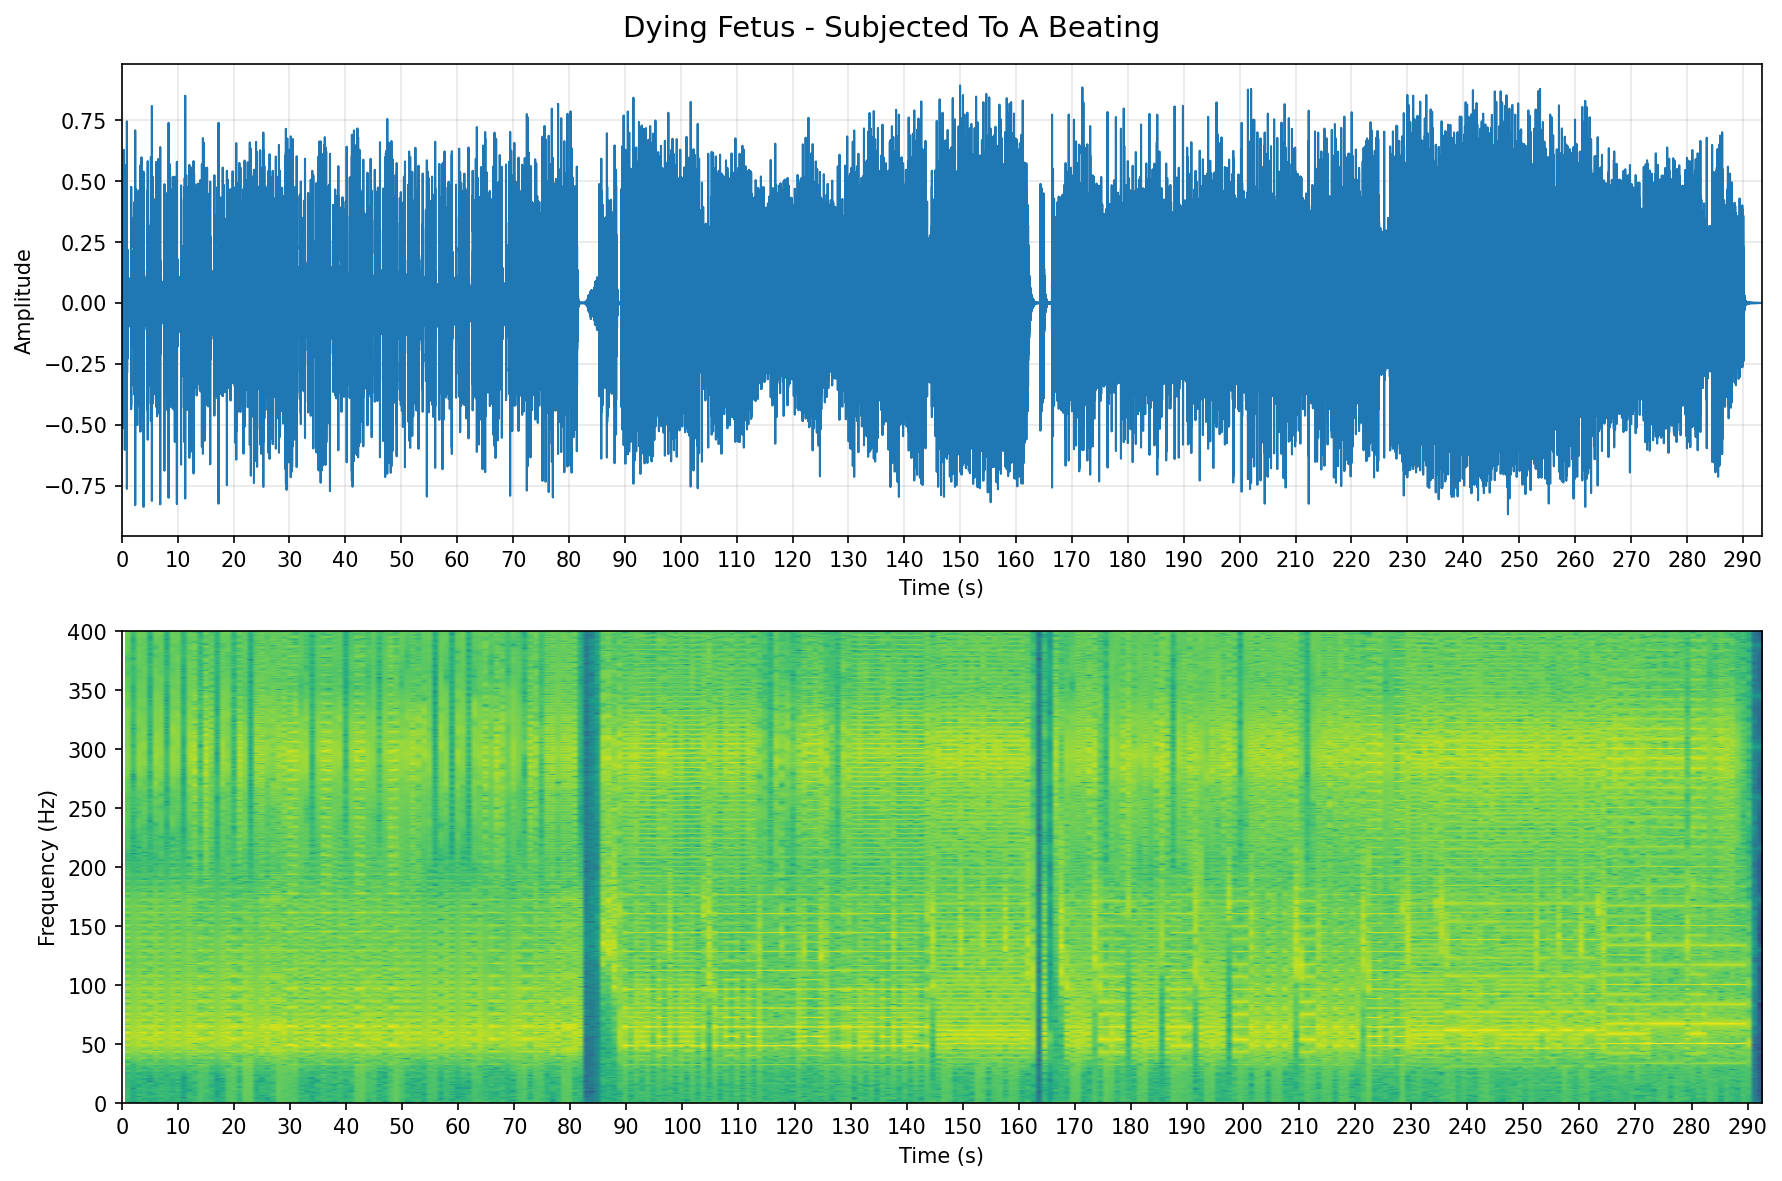 Dying Fetus - Subjected To A Beating
0.75
0.50
0.25
0.00
−0.25
−0.50
−0.75
Amplitude
0 10 20 30 40 50 60 70 80 90 100 110 120 130 140 150 160 170 180 190 200 210 220 230 240 250 260 270 280 290
Time (s)
400
350
300
250
200
150
100
50
0
Frequency (Hz)
0 10 20 30 40 50 60 70 80 90 100 110 120 130 140 150 160 170 180 190 200 210 220 230 240 250 260 270 280 290
Time (s)